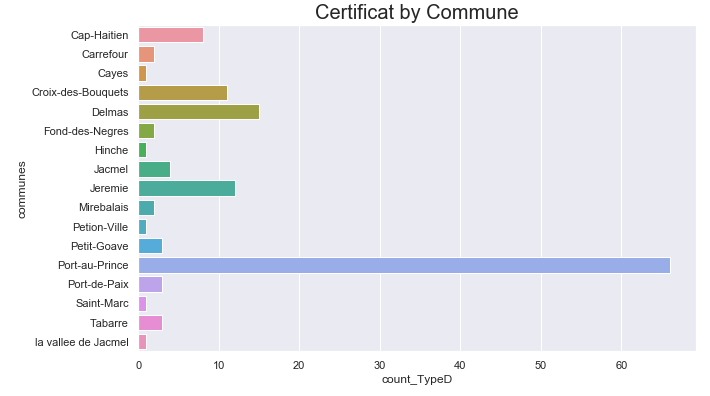 Certificat by Commune
communes
Cap-Haitien
Carrefour
Cayes
Croix-des-Bouquets
Delmas
Fond-des-Negres
Hinche
Jacmel
Jeremie
Mirebalais
Petion-Ville
Petit-Goave
Port-au-Prince
Port-de-Paix
Saint-Marc
Tabarre
la vallee de Jacmel
0 10 20 30 40 50 60
count_TypeD